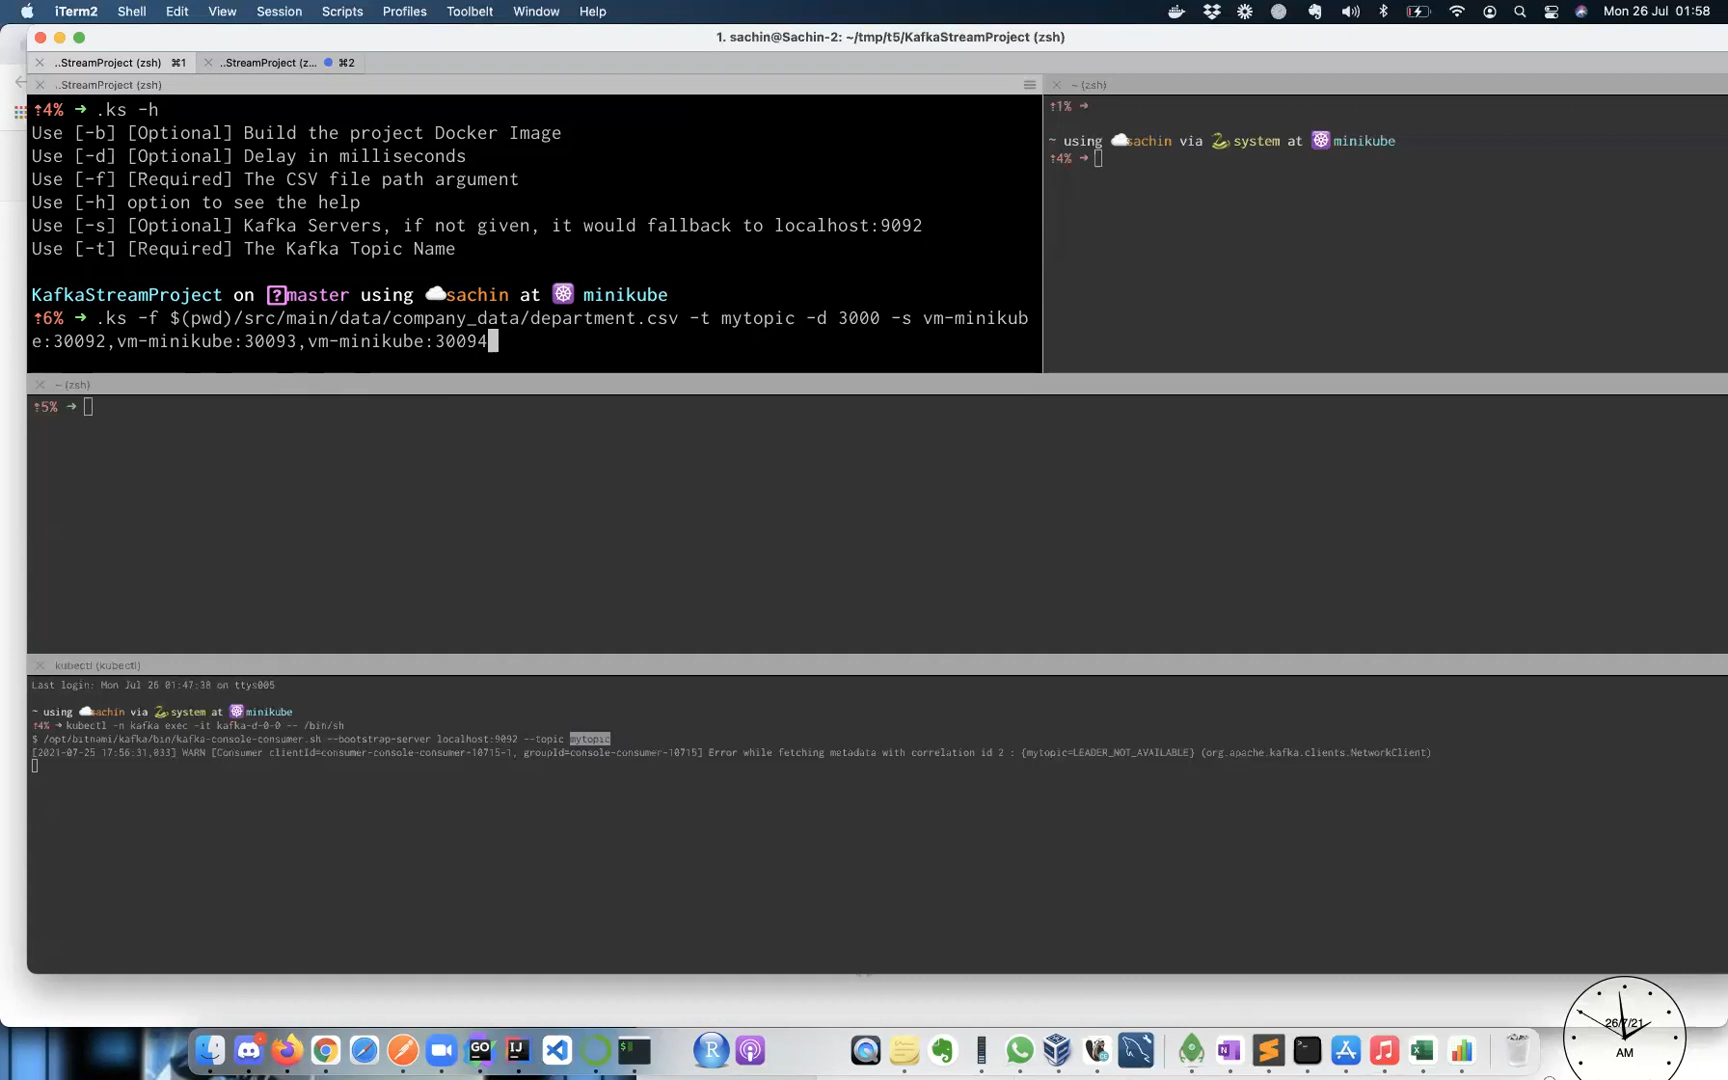 iTerm2 Shell Edit View Session Scripts Profiles Toolbelt Window Help Mon 26 Jul 01:58
1. sachin@Sachin-2: ~/tmp/t5/KafkaStreamProject (zsh)
..StreamProject (zsh) ⌘1 ..StreamProject (z... ⌘2
..StreamProject (zsh)
⇡4% ➜ .ks -h
Use [-b] [Optional] Build the project Docker Image
Use [-d] [Optional] Delay in milliseconds
Use [-f] [Required] The CSV file path argument
Use [-h] option to see the help
Use [-s] [Optional] Kafka Servers, if not given, it would fallback to localhost:9092
Use [-t] [Required] The Kafka Topic Name
KafkaStreamProject on ?master using ☁️sachin at ☸ minikube
⇡6% ➜ .ks -f $(pwd)/src/main/data/company_data/department.csv -t mytopic -d 3000 -s vm-minikub
e:30092,vm-minikube:30093,vm-minikube:30094
~ (zsh)
⇡1% ➜
~ using ☁️sachin via 🐍system at ☸ minikube
⇡4% ➜
~ (zsh)
⇡5% ➜
kubectl (kubectl)
Last login: Mon Jul 26 01:47:38 on ttys005
~ using ☁️sachin via 🐍system at ☸ minikube
⇡4% ➜ kubectl -n kafka exec -it kafka-d-0-0 -- /bin/sh
$ /opt/bitnami/kafka/bin/kafka-console-consumer.sh --bootstrap-server localhost:9092 --topic mytopic
[2021-07-25 17:56:31,033] WARN [Consumer clientId=consumer-console-consumer-10715-1, groupId=console-consumer-10715] Error while fetching metadata with correlation id 2 : {mytopic=LEADER_NOT_AVAILABLE} (org.apache.kafka.clients.NetworkClient)
26/7/21
AM
GO
IJ
$
R